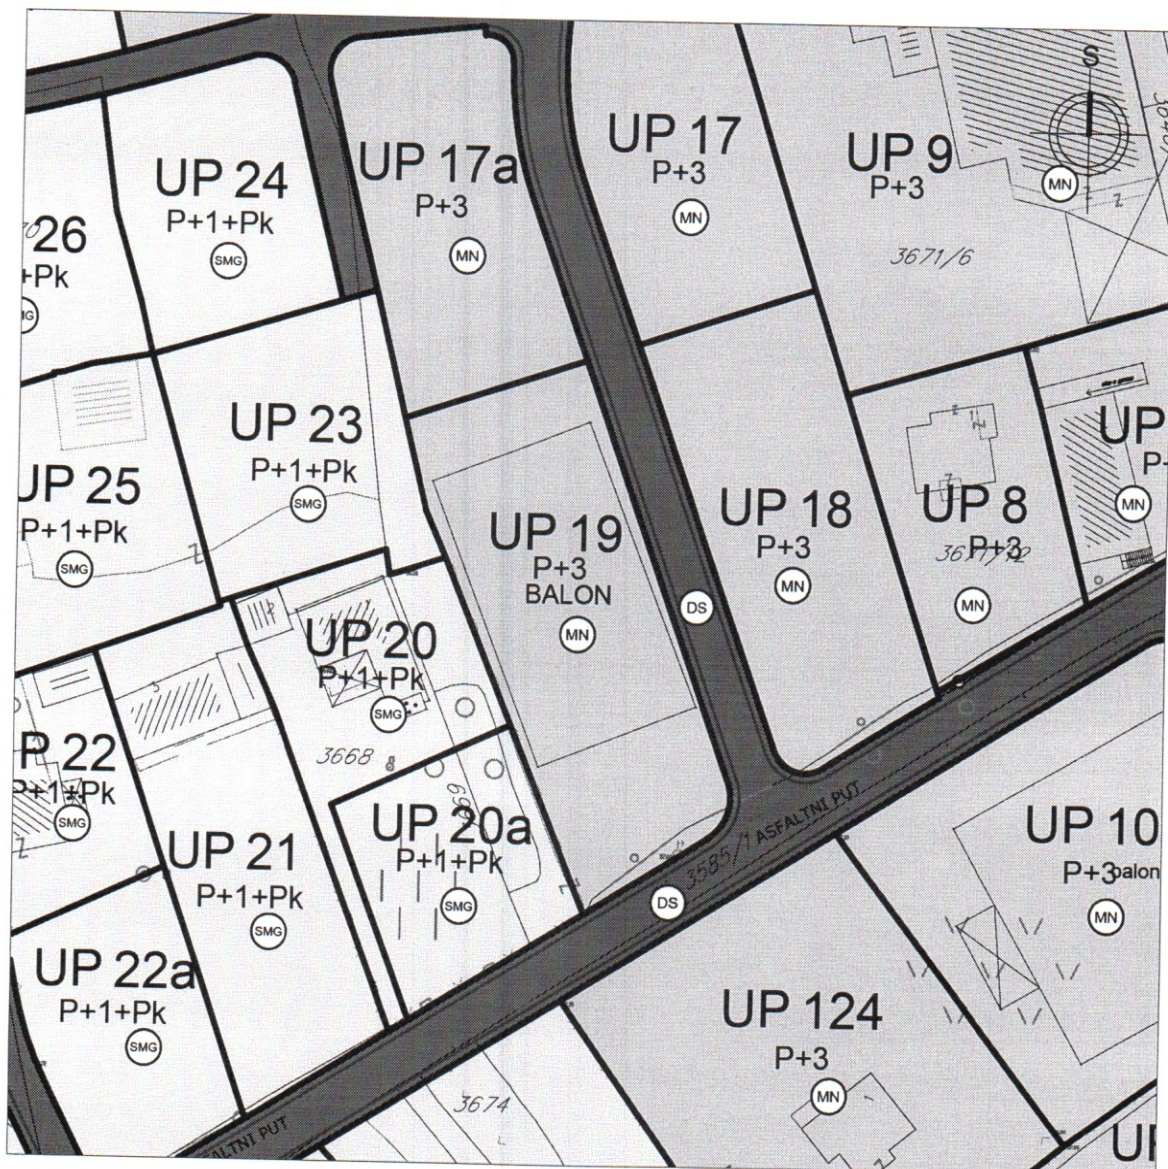 S
UP 24
P+1+Pk
SMG
UP 17a
P+3
MN
UP 17
P+3
MN
UP 9
P+3
MN
3671/6
26
+Pk
UP 23
P+1+Pk
SMG
UP 25
P+1+Pk
SMG
UP 19
P+3
BALON
MN
UP 18
P+3
MN
DS
UP 8
P+3
MN
UP
P+
MN
UP 20
P+1+Pk
SMG
3668
P 22
P+1+Pk
SMG
UP 21
P+1+Pk
SMG
UP 20a
P+1+Pk
SMG
3585/1 ASFALTNI PUT
DS
UP 10
P+3 balon
MN
UP 22a
P+1+Pk
SMG
UP 124
P+3
MN
3674
ALTNI PUT
UP